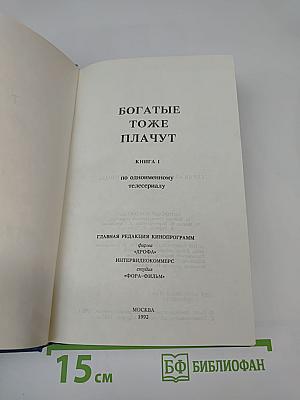 БОГАТЫЕ
ТОЖЕ
ПЛАЧУТ
КНИГА 1
по одноименному
телесериалу
ГЛАВНАЯ РЕДАКЦИЯ КИНОПРОГРАММ
фирма
«ДРОФА»
ИНТЕРВИДЕОКОММЕРС
студия
«ФОРА-ФИЛЬМ»
МОСКВА
1992
15 см
БФ БИБЛИОФАН